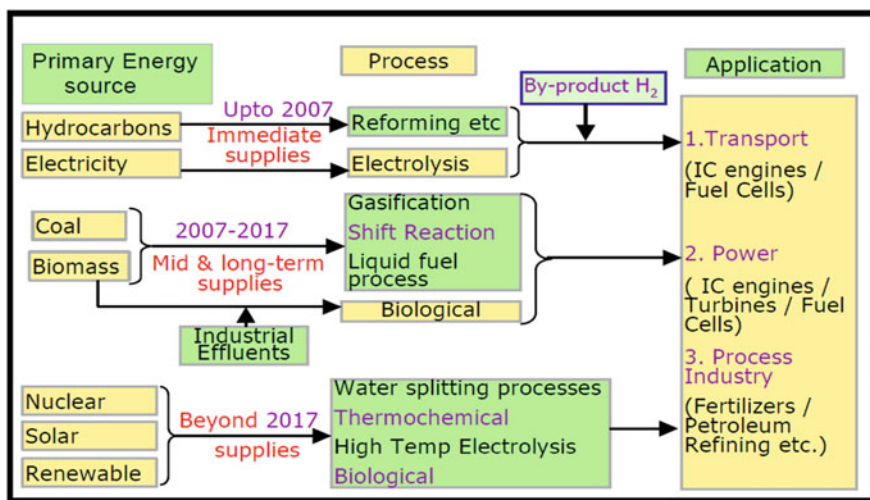 Primary Energy
source
Process
By-product H₂
Application
Upto 2007
Hydrocarbons
Immediate
supplies
Reforming etc
Electricity
Electrolysis
1.Transport
(IC engines /
Fuel Cells)
Coal
Biomass
2007-2017
Mid & long-term
supplies
Gasification
Shift Reaction
Liquid fuel
process
Biological
Industrial
Effluents
2. Power
( IC engines /
Turbines / Fuel
Cells)
3. Process
Industry
(Fertilizers /
Petroleum
Refining etc.)
Nuclear
Solar
Renewable
Beyond 2017
supplies
Water splitting processes
Thermochemical
High Temp Electrolysis
Biological